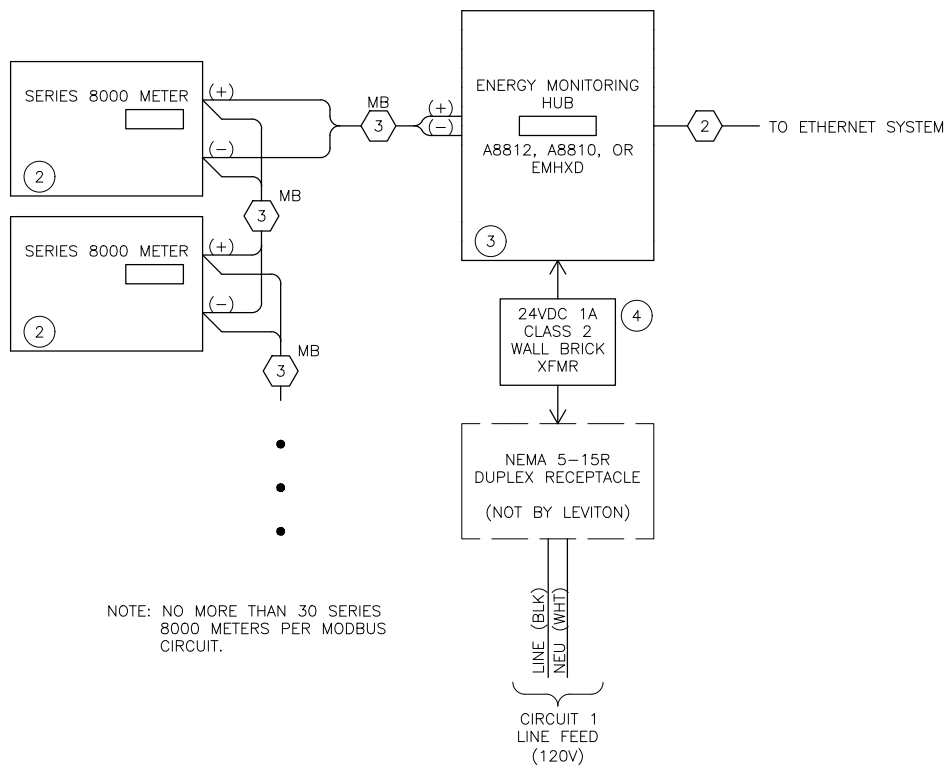 SERIES 8000 METER
(+)
(-)
2
MB
3
(+)
(-)
ENERGY MONITORING
HUB
A8812, A8810, OR
EMHXD
3
2
TO ETHERNET SYSTEM
MB
3
SERIES 8000 METER
(+)
(-)
2
MB
3
24VDC 1A
CLASS 2
WALL BRICK
XFMR
4
NEMA 5-15R
DUPLEX RECEPTACLE
(NOT BY LEVITON)
NOTE: NO MORE THAN 30 SERIES
8000 METERS PER MODBUS
CIRCUIT.
LINE (BLK)
NEU (WHT)
CIRCUIT 1
LINE FEED
(120V)